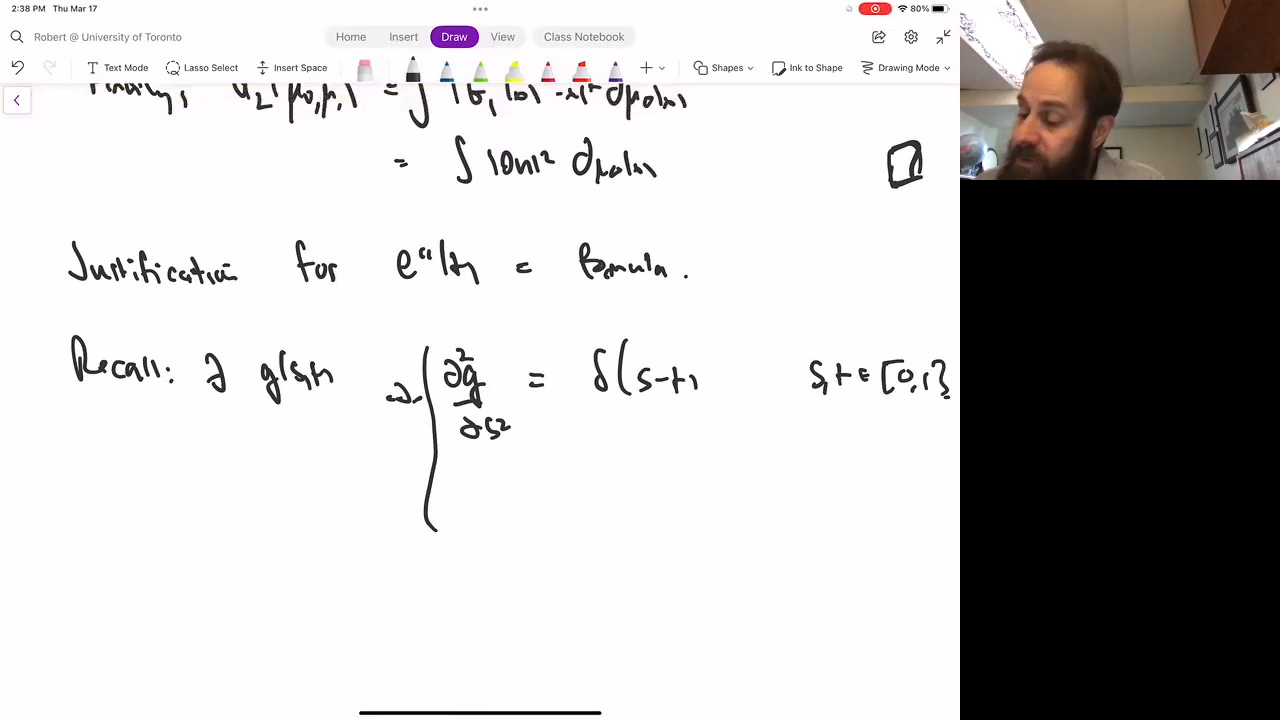 2:38 PM Thu Mar 17
80%
Robert @ University of Toronto
Home Insert Draw View Class Notebook
Text Mode Lasso Select Insert Space Shapes Ink to Shape Drawing Mode
= ∫ |Du|² dμ₀(x)
Justification for e''(t) = formula.
Recall: ∃ g(s,t) { ∂²g/∂s² = δ(s-t) s,t ∈ [0,1]